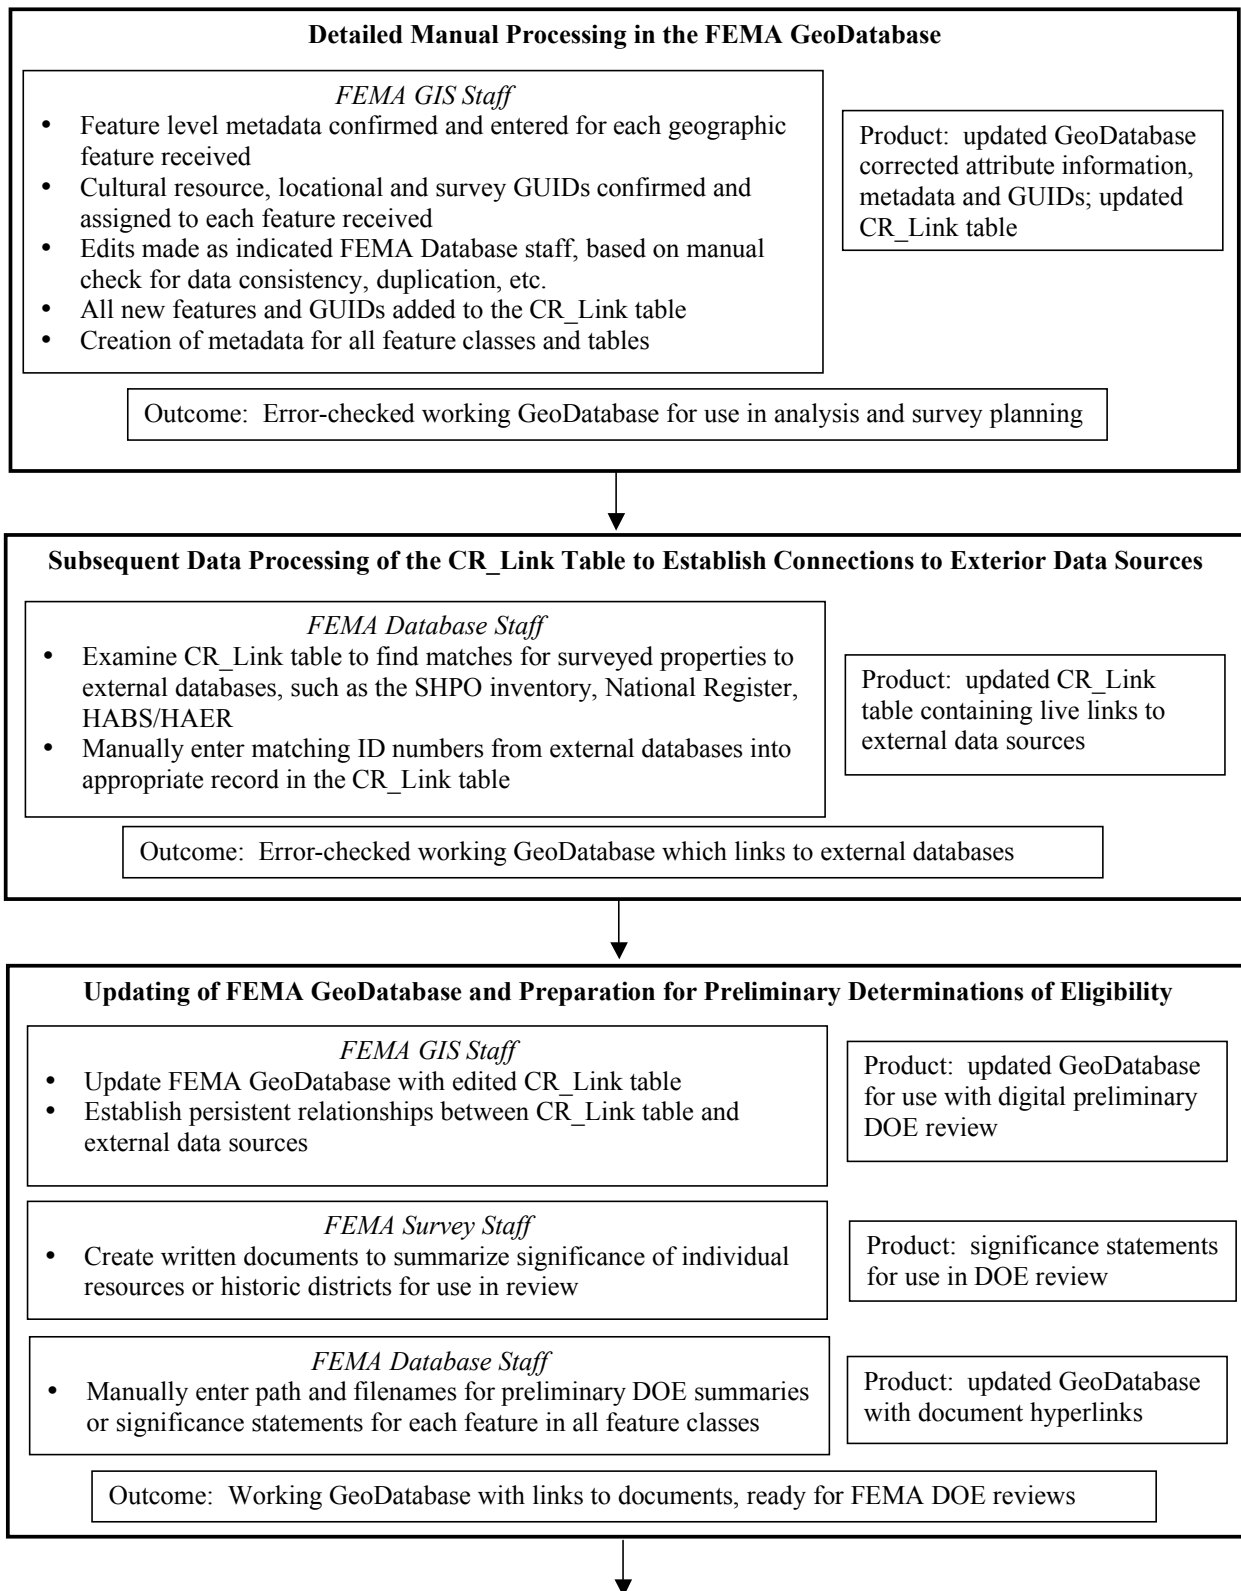 Detailed Manual Processing in the FEMA GeoDatabase
FEMA GIS Staff
• Feature level metadata confirmed and entered for each geographic
feature received
• Cultural resource, locational and survey GUIDs confirmed and
assigned to each feature received
• Edits made as indicated FEMA Database staff, based on manual
check for data consistency, duplication, etc.
• All new features and GUIDs added to the CR_Link table
• Creation of metadata for all feature classes and tables
Product:  updated GeoDatabase
corrected attribute information,
metadata and GUIDs; updated
CR_Link table
Outcome:  Error-checked working GeoDatabase for use in analysis and survey planning
Subsequent Data Processing of the CR_Link Table to Establish Connections to Exterior Data Sources
FEMA Database Staff
• Examine CR_Link table to find matches for surveyed properties to
external databases, such as the SHPO inventory, National Register,
HABS/HAER
• Manually enter matching ID numbers from external databases into
appropriate record in the CR_Link table
Product:  updated CR_Link
table containing live links to
external data sources
Outcome:  Error-checked working GeoDatabase which links to external databases
Updating of FEMA GeoDatabase and Preparation for Preliminary Determinations of Eligibility
FEMA GIS Staff
• Update FEMA GeoDatabase with edited CR_Link table
• Establish persistent relationships between CR_Link table and
external data sources
Product:  updated GeoDatabase
for use with digital preliminary
DOE review
FEMA Survey Staff
• Create written documents to summarize significance of individual
resources or historic districts for use in review
Product:  significance statements
for use in DOE review
FEMA Database Staff
• Manually enter path and filenames for preliminary DOE summaries
or significance statements for each feature in all feature classes
Product:  updated GeoDatabase
with document hyperlinks
Outcome:  Working GeoDatabase with links to documents, ready for FEMA DOE reviews